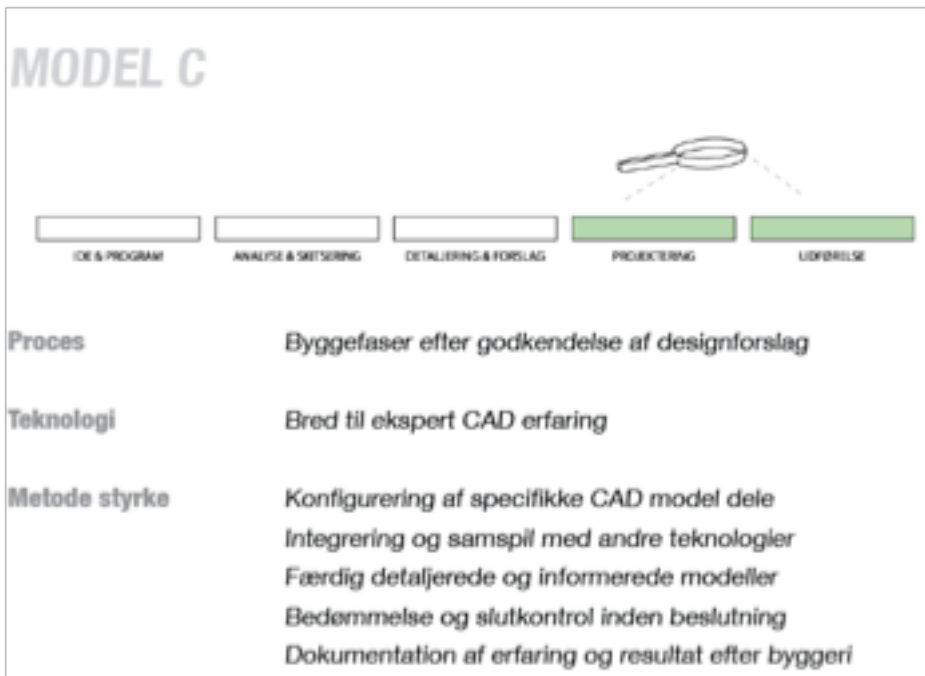 MODEL C
IDE & PROGRAM ANALYSE & SKITSERING DETALJERING & FORSLAG PROJEKTERING UDFØRELSE
Proces Byggefaser efter godkendelse af designforslag
Teknologi Bred til ekspert CAD erfaring
Metode styrke Konfigurering af specifikke CAD model dele
Integrering og samspil med andre teknologier
Færdig detaljerede og informerede modeller
Bedømmelse og slutkontrol inden beslutning
Dokumentation af erfaring og resultat efter byggeri